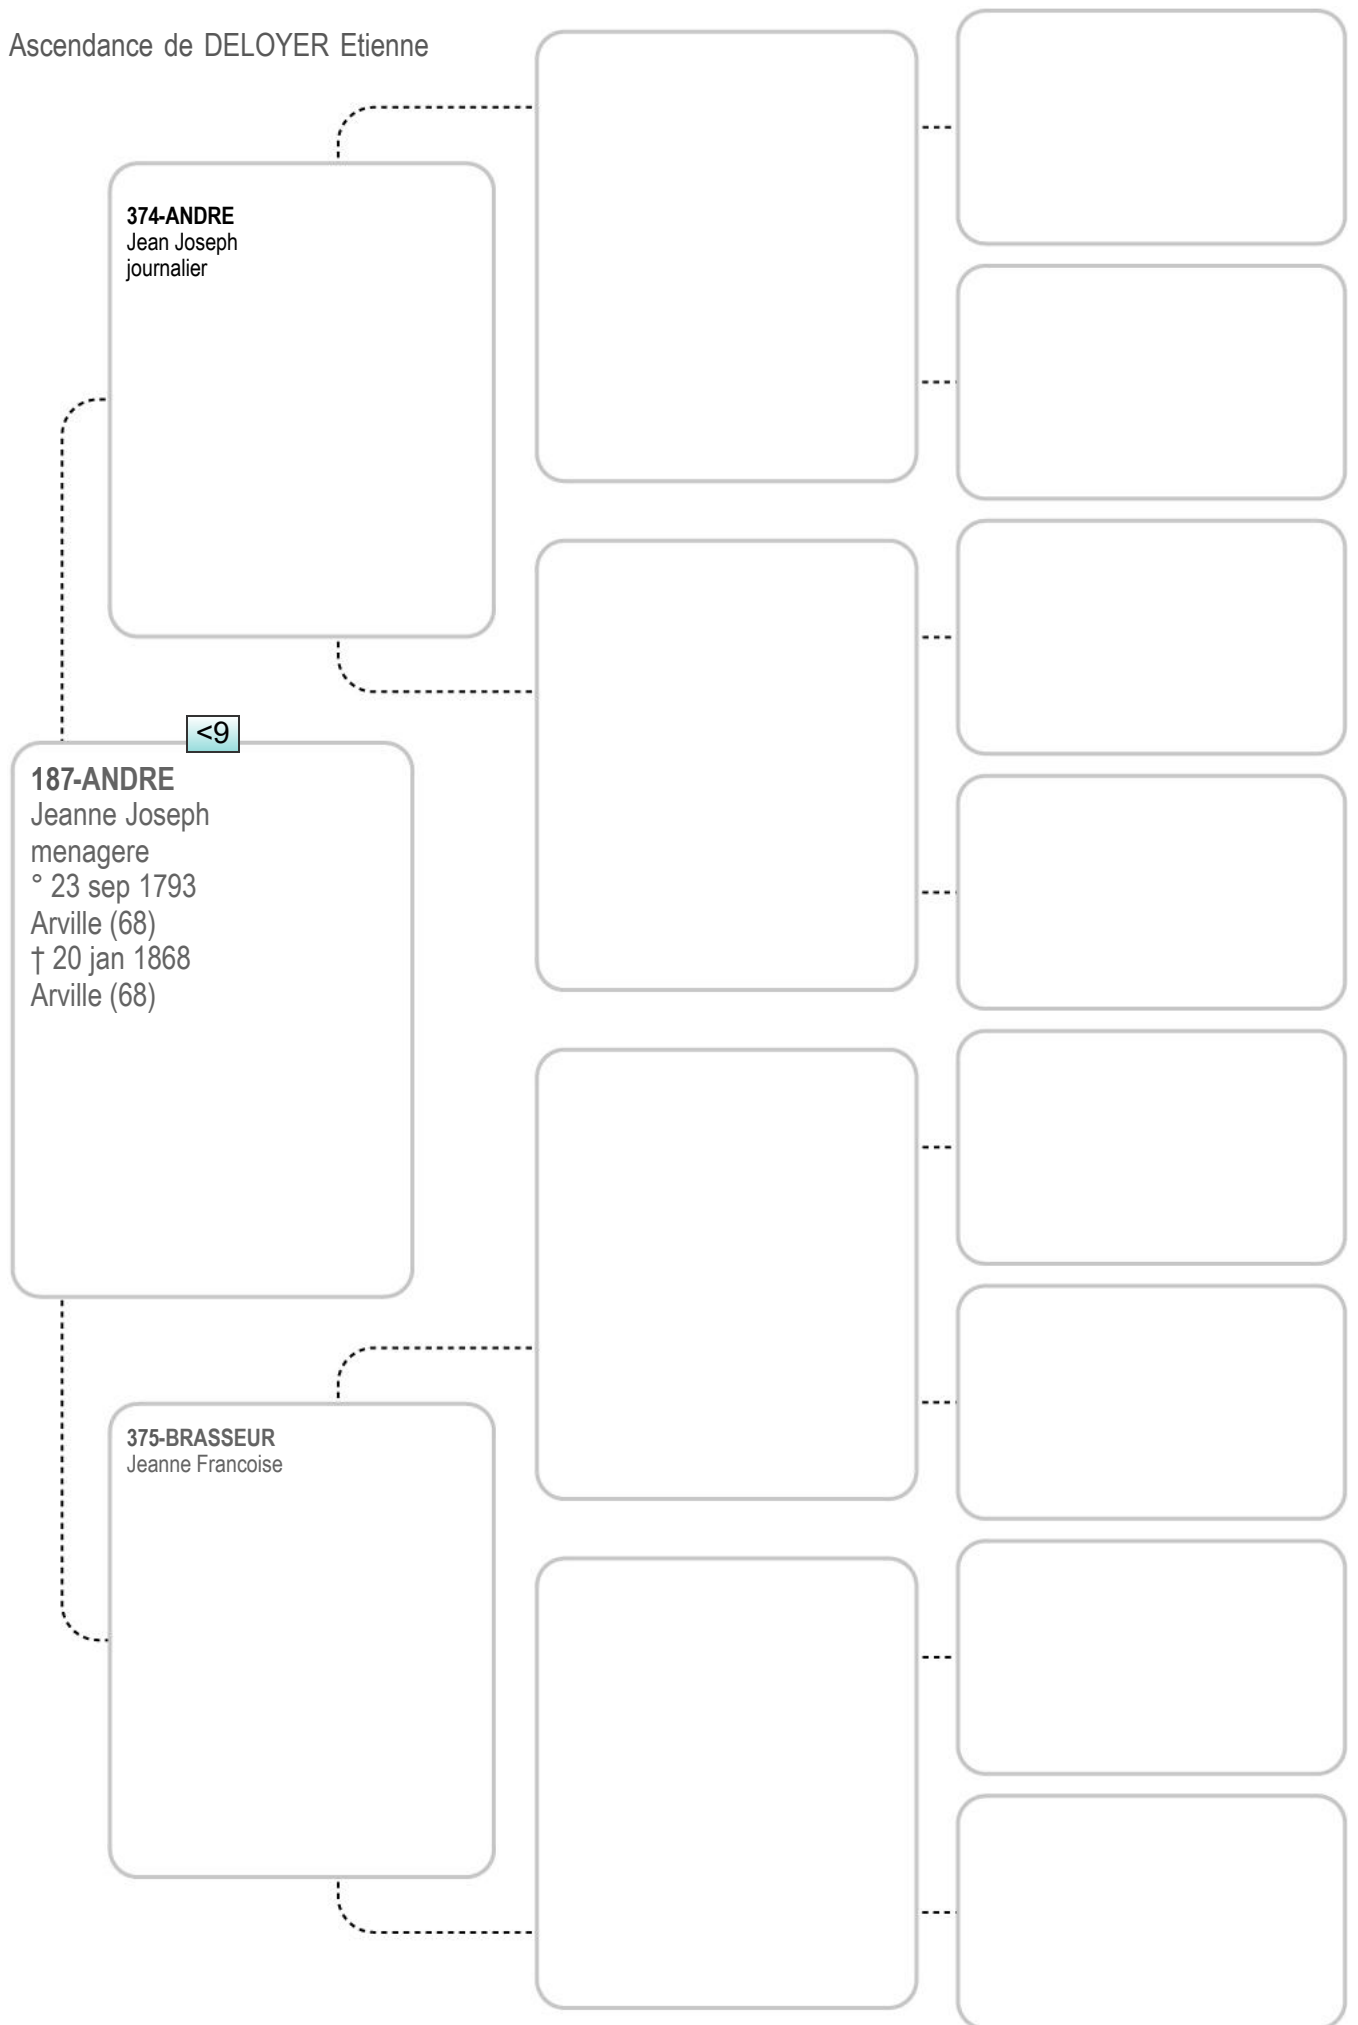 Ascendance de DELOYER Etienne
374-ANDRE
Jean Joseph
journalier
<9
187-ANDRE
Jeanne Joseph
menagere
° 23 sep 1793
Arville (68)
† 20 jan 1868
Arville (68)
375-BRASSEUR
Jeanne Francoise